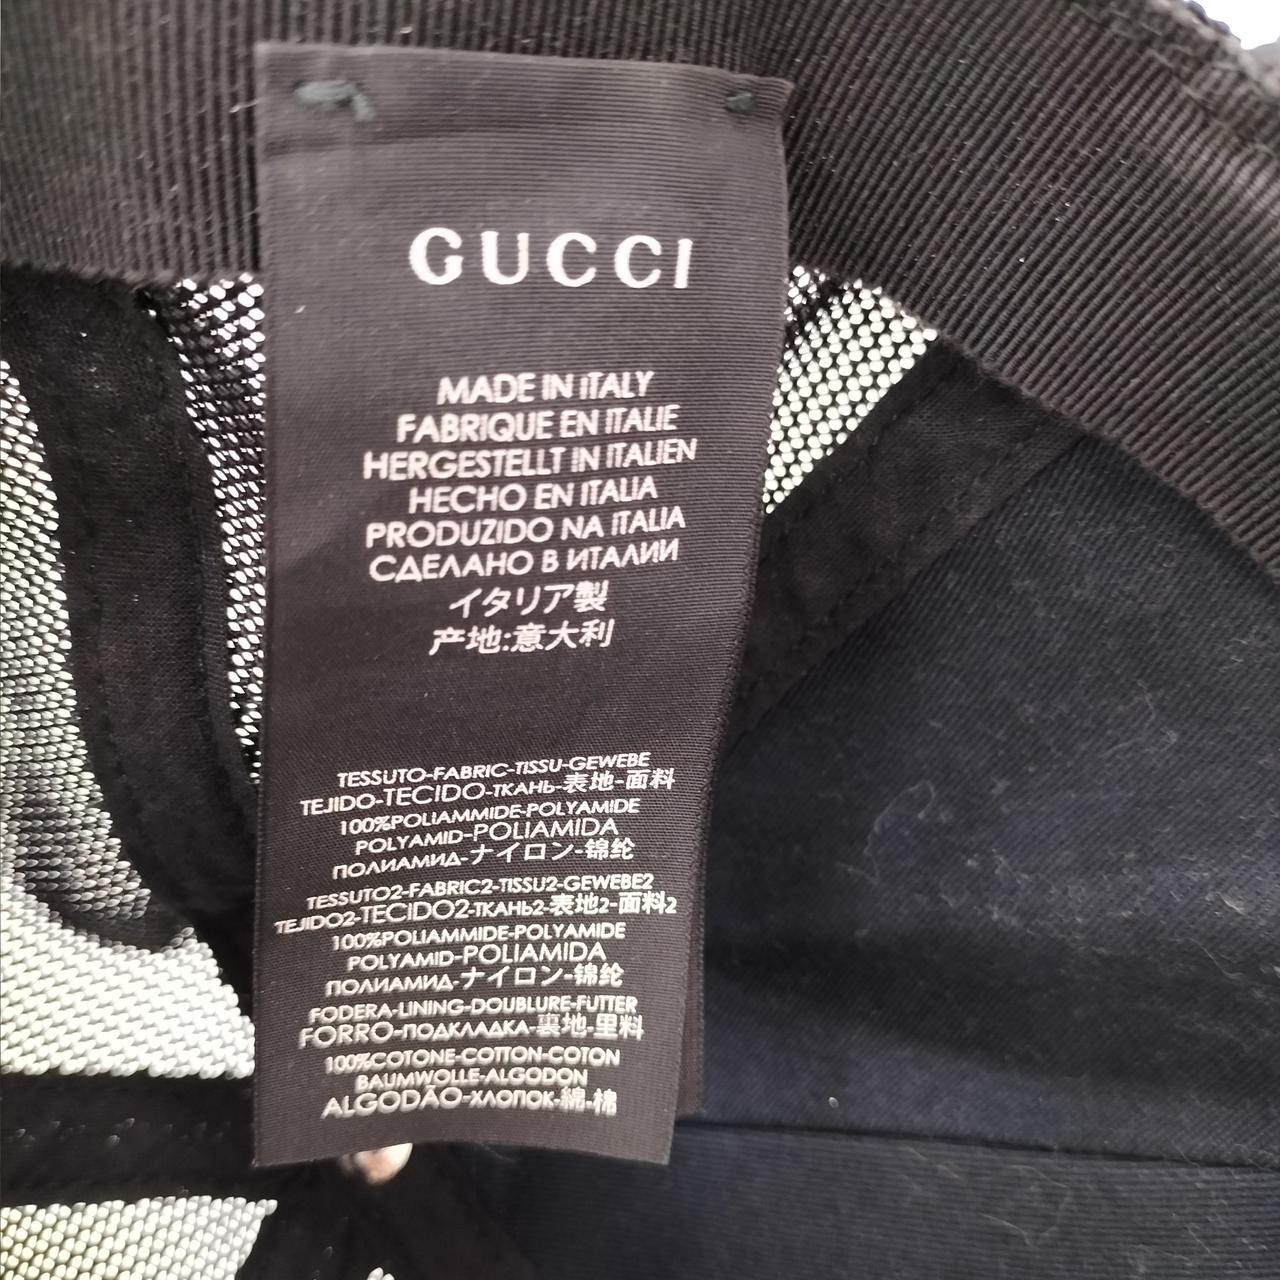 GUCCI
MADE IN ITALY
FABRIQUE EN ITALIE
HERGESTELLT IN ITALIEN
HECHO EN ITALIA
PRODUZIDO NA ITALIA
СДЕЛАНО В ИТАЛИИ
イタリア製
产地:意大利
TESSUTO-FABRIC-TISSU-GEWEBE
TEJIDO-TECIDO-ТКАНЬ-表地-面料
100%POLIAMMIDE-POLYAMIDE
POLYAMID-POLIAMIDA
ПОЛИАМИД-ナイロン-锦纶
TESSUTO2-FABRIC2-TISSU2-GEWEBE2
TEJIDO2-TECIDO2-ТКАНЬ2-表地2-面料2
100%POLIAMMIDE-POLYAMIDE
POLYAMID-POLIAMIDA
ПОЛИАМИД-ナイロン-锦纶
FODERA-LINING-DOUBLURE-FUTTER
FORRO-ПОДКЛАДКА-裏地-里料
100%COTONE-COTTON-COTON
BAUMWOLLE-ALGODON
ALGODÃO-ХЛОПОК-綿-棉